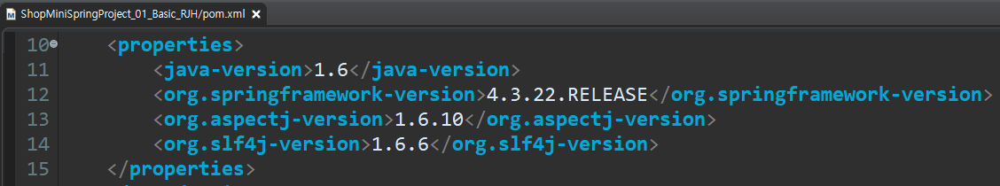 ShopMiniSpringProject_01_Basic_RJH/pom.xml
10 <properties>
11 <java-version>1.6</java-version>
12 <org.springframework-version>4.3.22.RELEASE</org.springframework-version>
13 <org.aspectj-version>1.6.10</org.aspectj-version>
14 <org.slf4j-version>1.6.6</org.slf4j-version>
15 </properties>